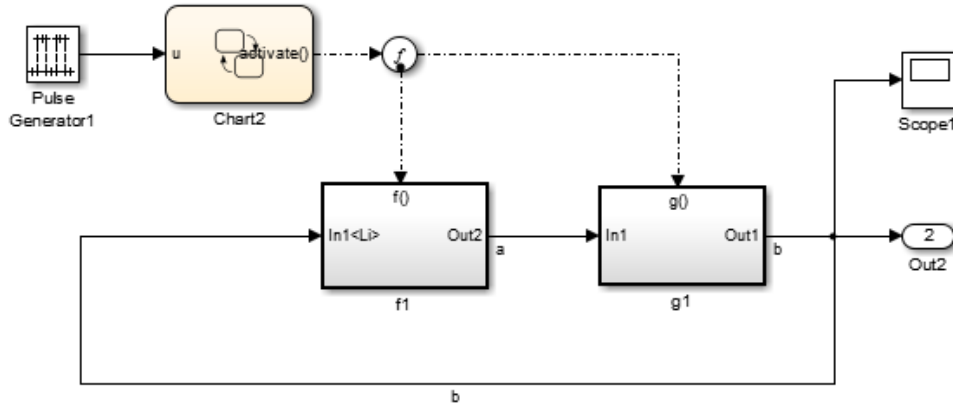 u
activate()
Pulse
Generator1
Chart2
f
Scope1
f()
In1<Li>
Out2
a
f1
g()
In1
Out1
b
g1
2
Out2
b